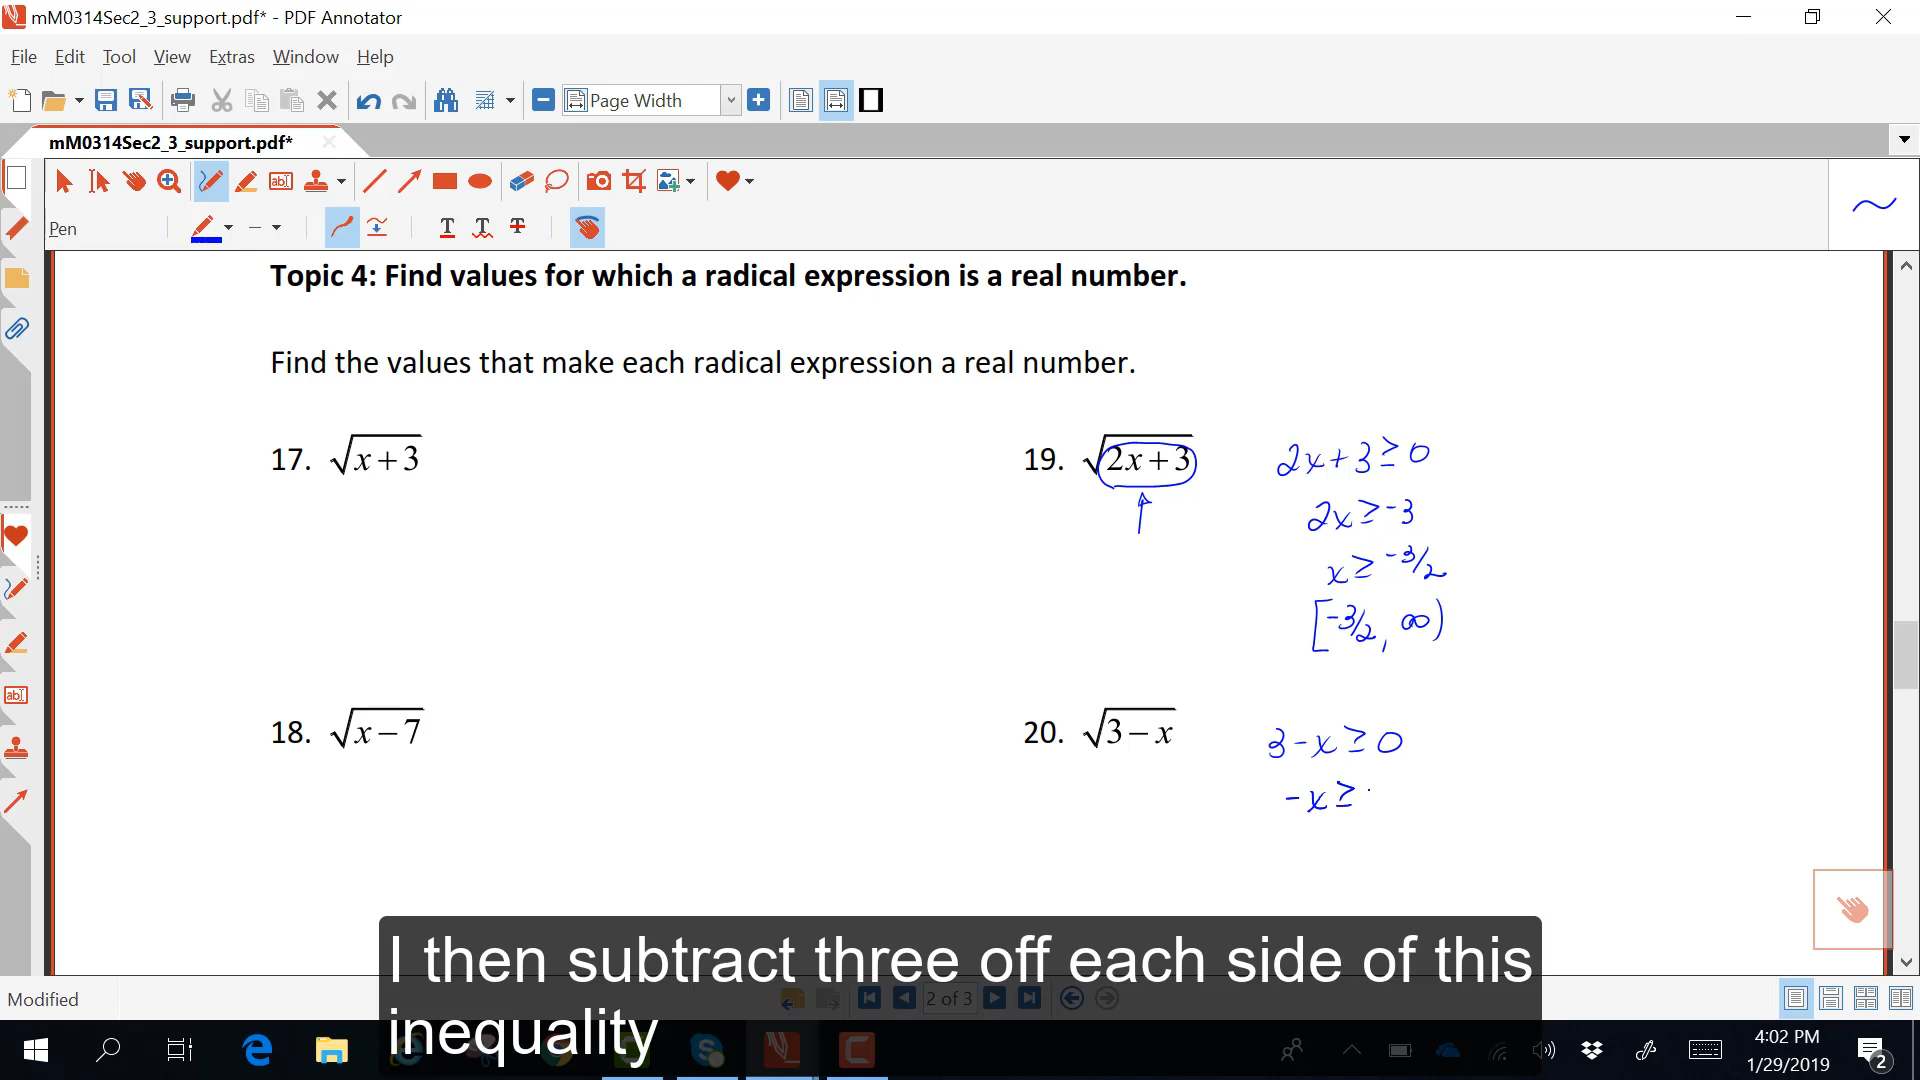 mM0314Sec2_3_support.pdf* - PDF Annotator
File Edit Tool View Extras Window Help
Page Width
mM0314Sec2_3_support.pdf*
Pen
Topic 4: Find values for which a radical expression is a real number.
Find the values that make each radical expression a real number.
17. √x+3
19. √2x+3
2x+3≥0
2x≥-3
x≥-3/2
[-3/2, ∞)
18. √x−7
20. √3−x
3-x≥0
-x≥
I then subtract three off each side of this
inequality
Modified
2 of 3
4:02 PM
1/29/2019
2